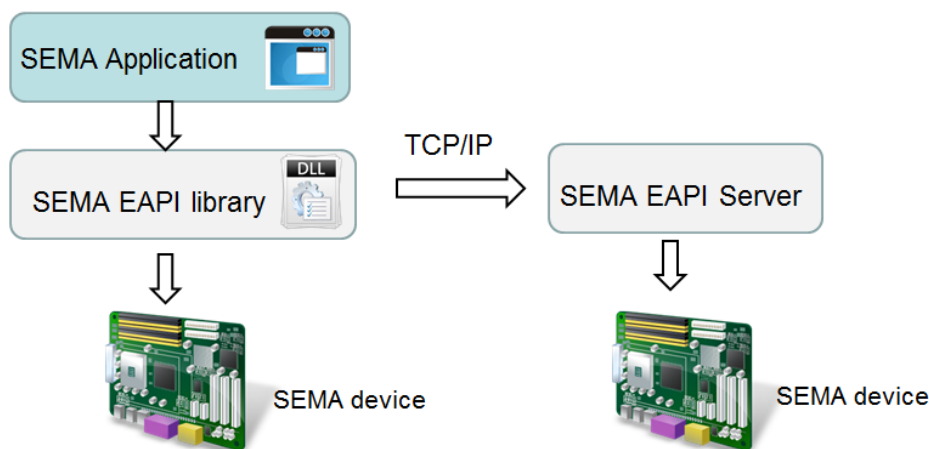 SEMA Application
TCP/IP
DLL
SEMA EAPI library
SEMA EAPI Server
SEMA device
SEMA device